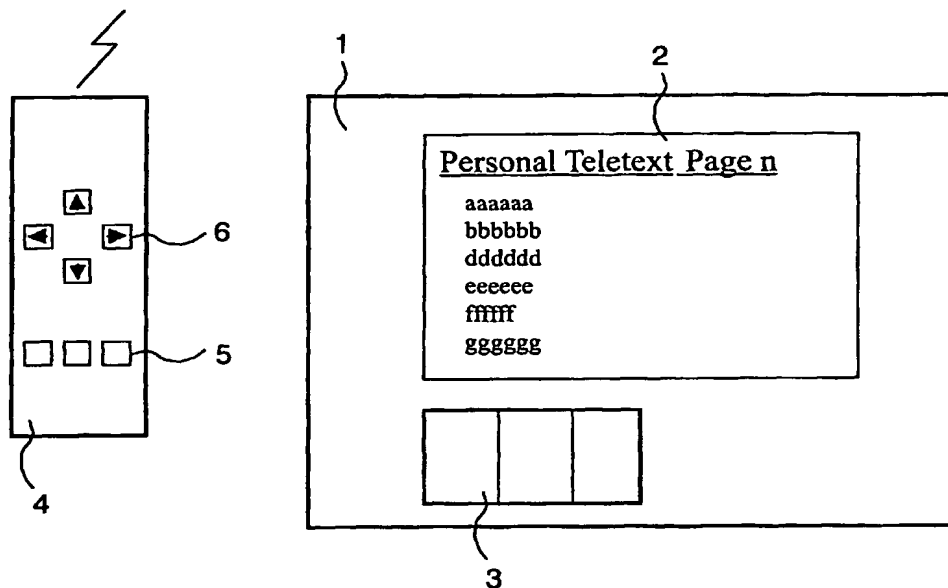 1
2
Personal Teletext Page n
aaaaaa
bbbbbb
dddddd
eeeeee
ffffff
gggggg
6
5
4
3